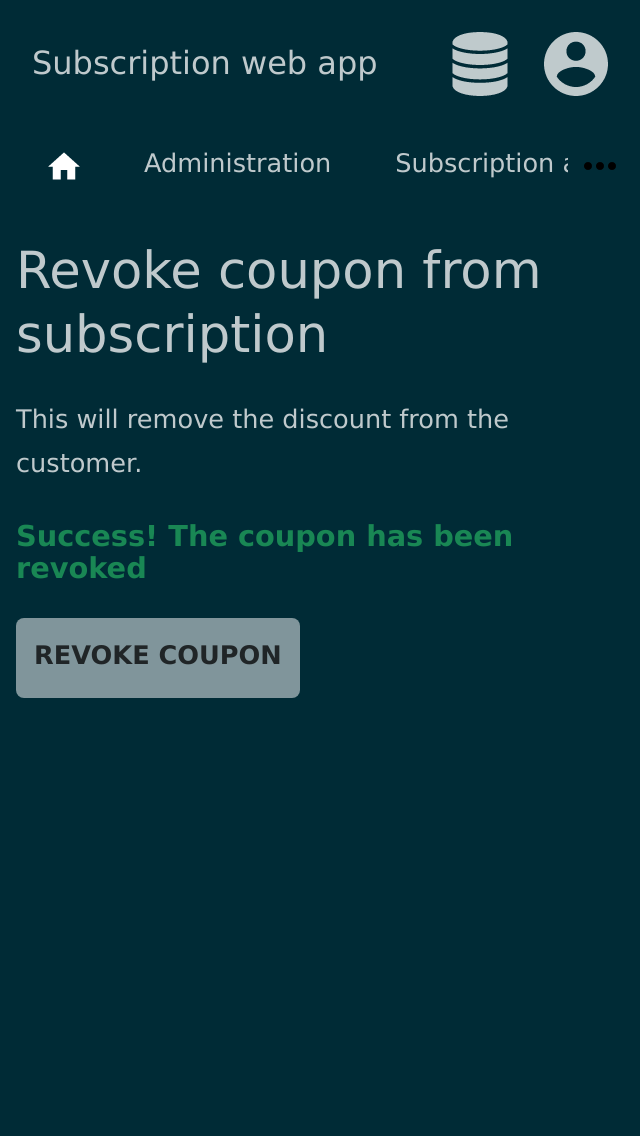 Subscription web app
Administration
Subscription
Revoke coupon from
subscription
This will remove the discount from the
customer.
Success! The coupon has been
revoked
REVOKE COUPON